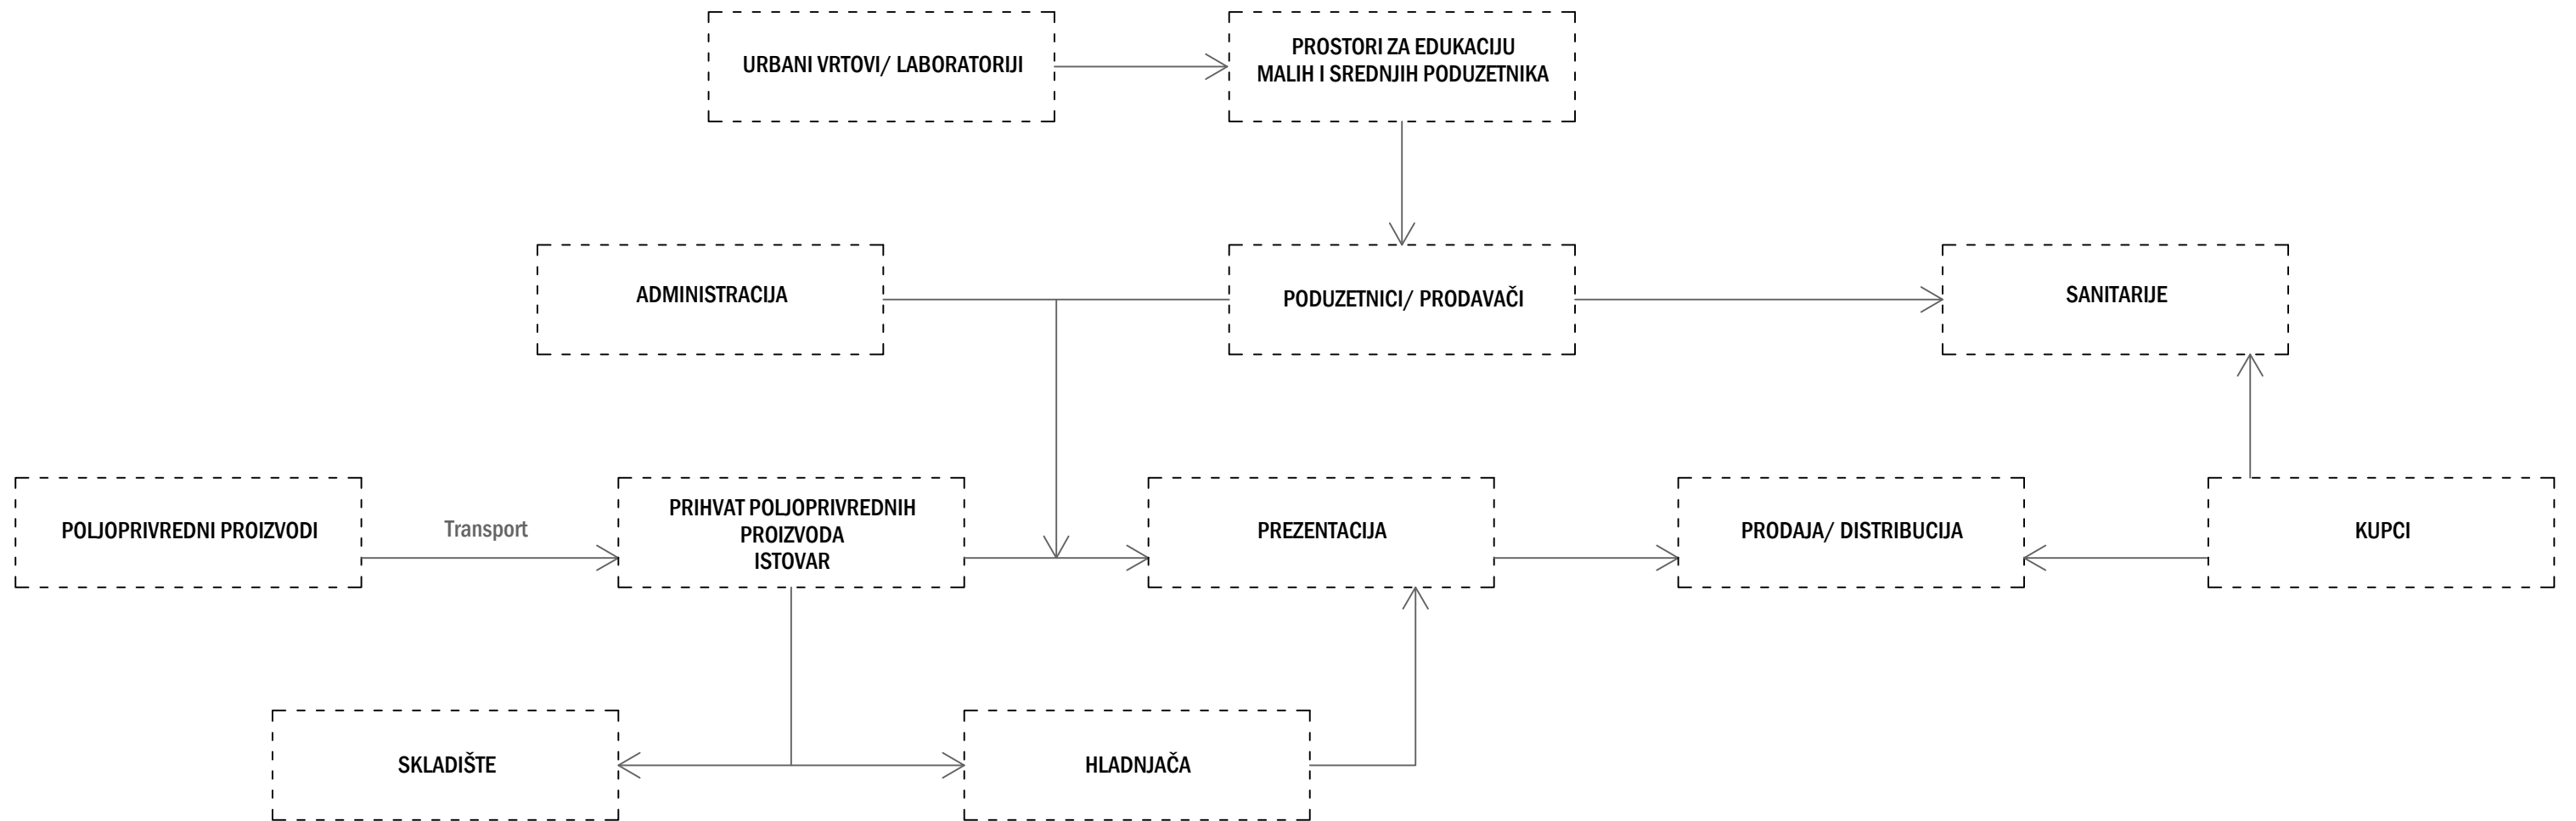 URBANI VRTOVI/ LABORATORIJI
PROSTORI ZA EDUKACIJU
MALIH I SREDNJIH PODUZETNIKA
ADMINISTRACIJA
PODUZETNICI/ PRODAVAČI
SANITARIJE
POLJOPRIVREDNI PROIZVODI
Transport
PRIHVAT POLJOPRIVREDNIH
PROIZVODA
ISTOVAR
PREZENTACIJA
PRODAJA/ DISTRIBUCIJA
KUPCI
SKLADIŠTE
HLADNJAČA